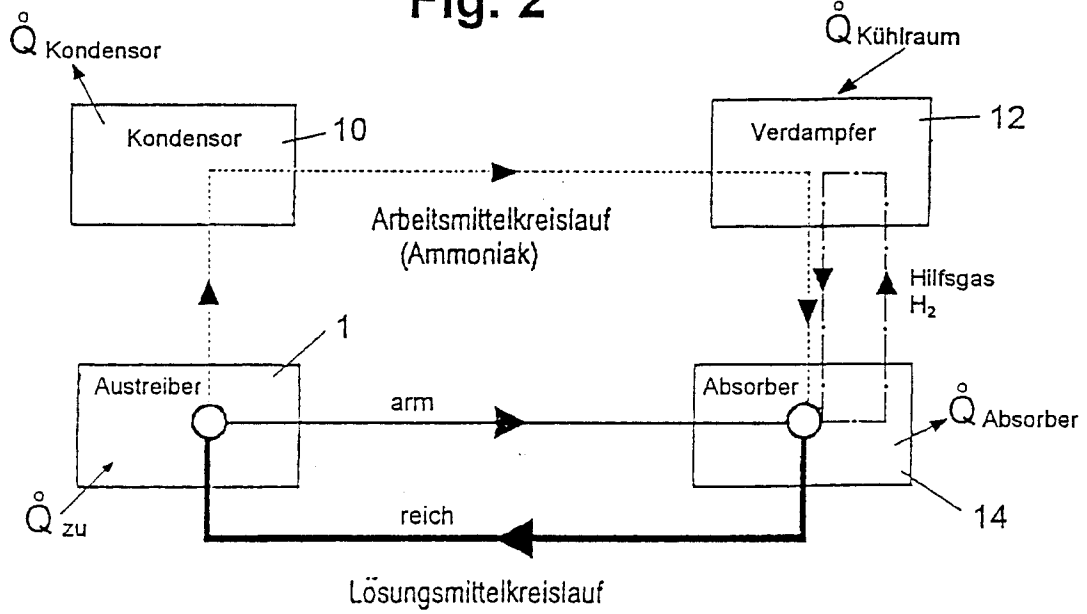 Fig. 2
Q̊ Kondensor
Q̊ Kühlraum
Kondensor
10
Verdampfer
12
Arbeitsmittelkreislauf
(Ammoniak)
Hilfsgas
H₂
1
Austreiber
Absorber
arm
Q̊ Absorber
Q̊ zu
reich
14
Lösungsmittelkreislauf